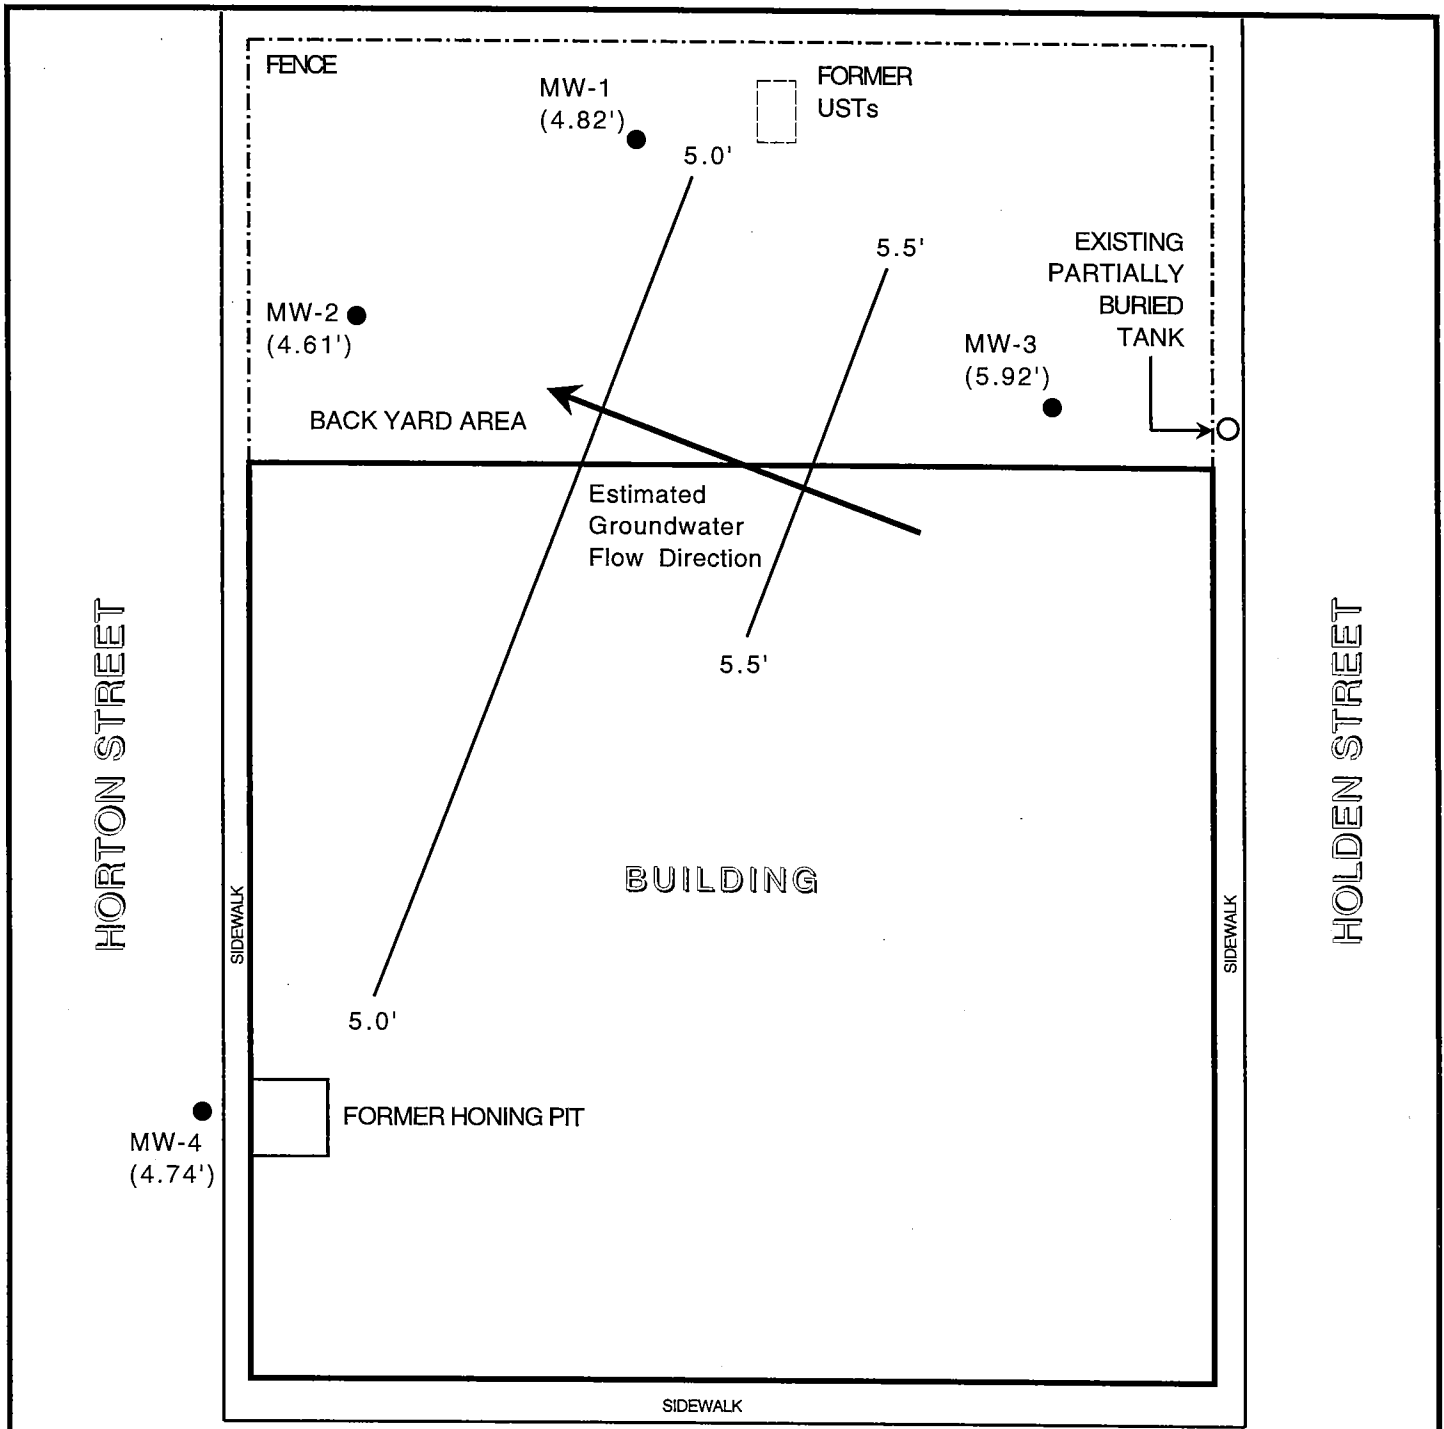 FENCE
MW-1
(4.82')
FORMER
USTs
5.0'
5.5'
EXISTING
PARTIALLY
BURIED
TANK
MW-2
(4.61')
MW-3
(5.92')
BACK YARD AREA
Estimated
Groundwater
Flow Direction
5.5'
HORTON STREET
HOLDEN STREET
BUILDING
SIDEWALK
SIDEWALK
5.0'
FORMER HONING PIT
MW-4
(4.74')
SIDEWALK